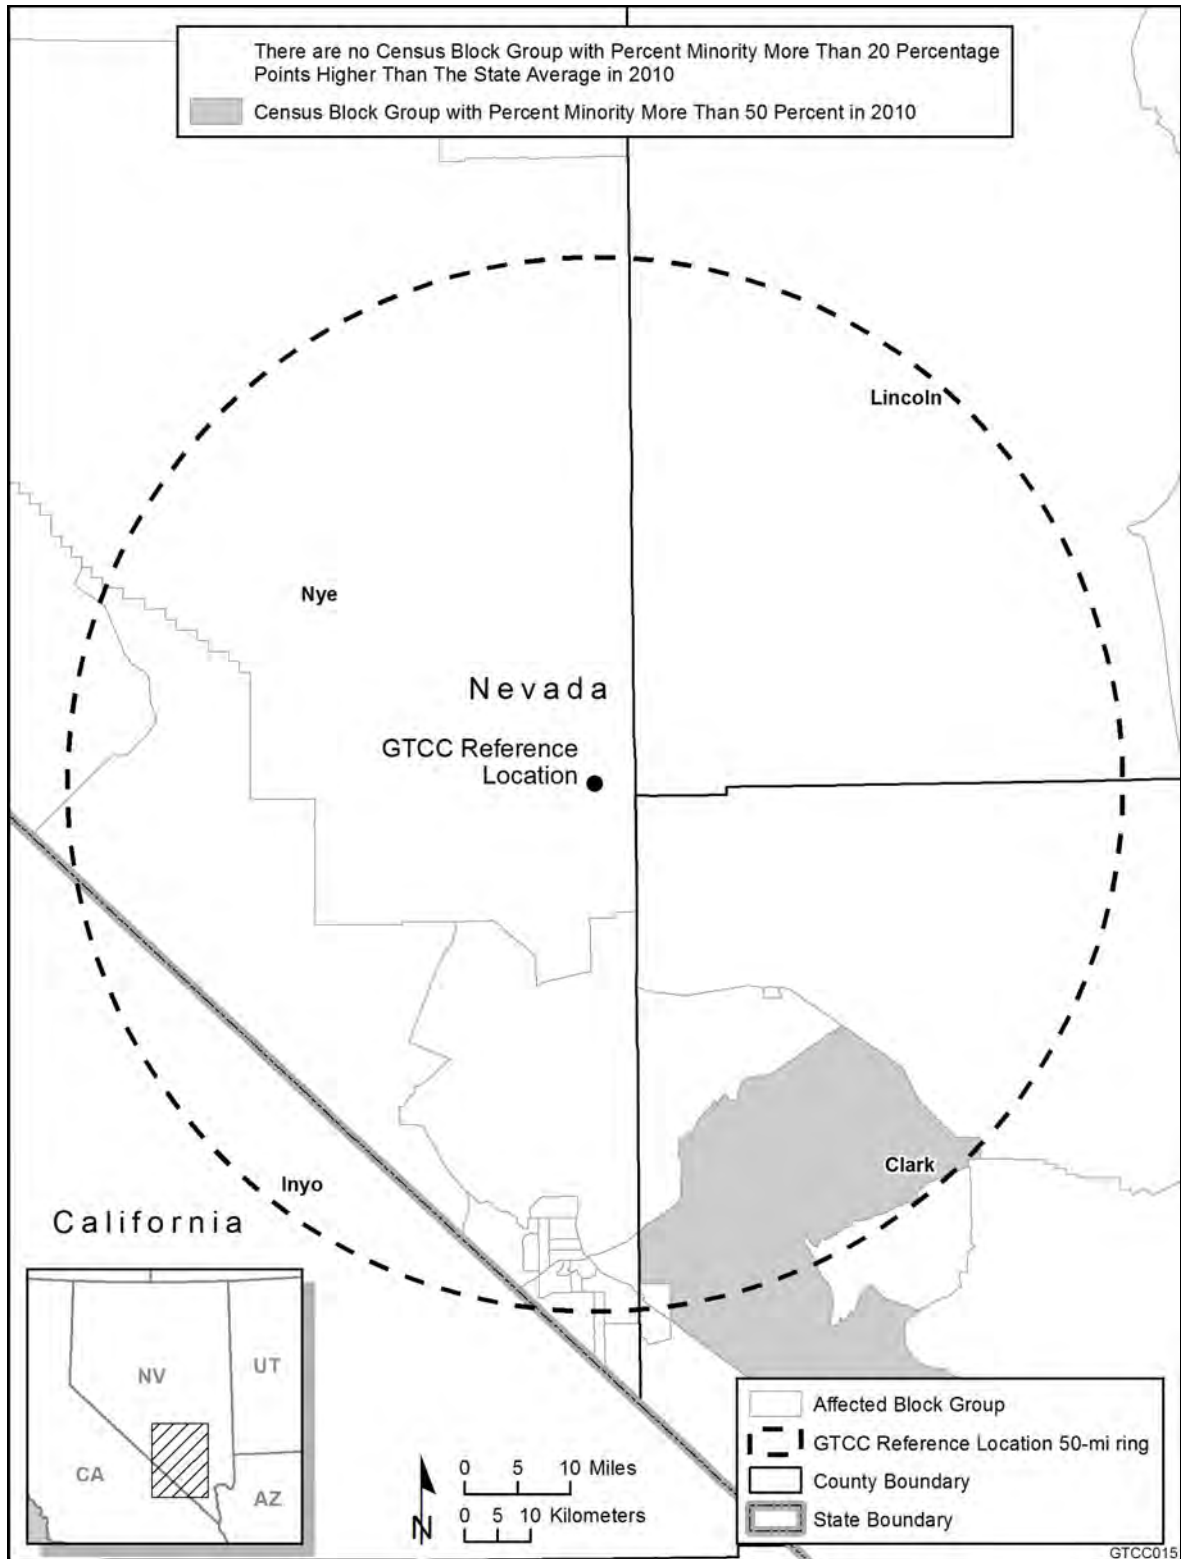 There are no Census Block Group with Percent Minority More Than 20 Percentage
Points Higher Than The State Average in 2010
Census Block Group with Percent Minority More Than 50 Percent in 2010
Lincoln
Nye
Nevada
GTCC Reference
Location
Clark
Inyo
California
NV
UT
CA
AZ
N
0 5 10 Miles
0 5 10 Kilometers
Affected Block Group
GTCC Reference Location 50-mi ring
County Boundary
State Boundary
GTCC015